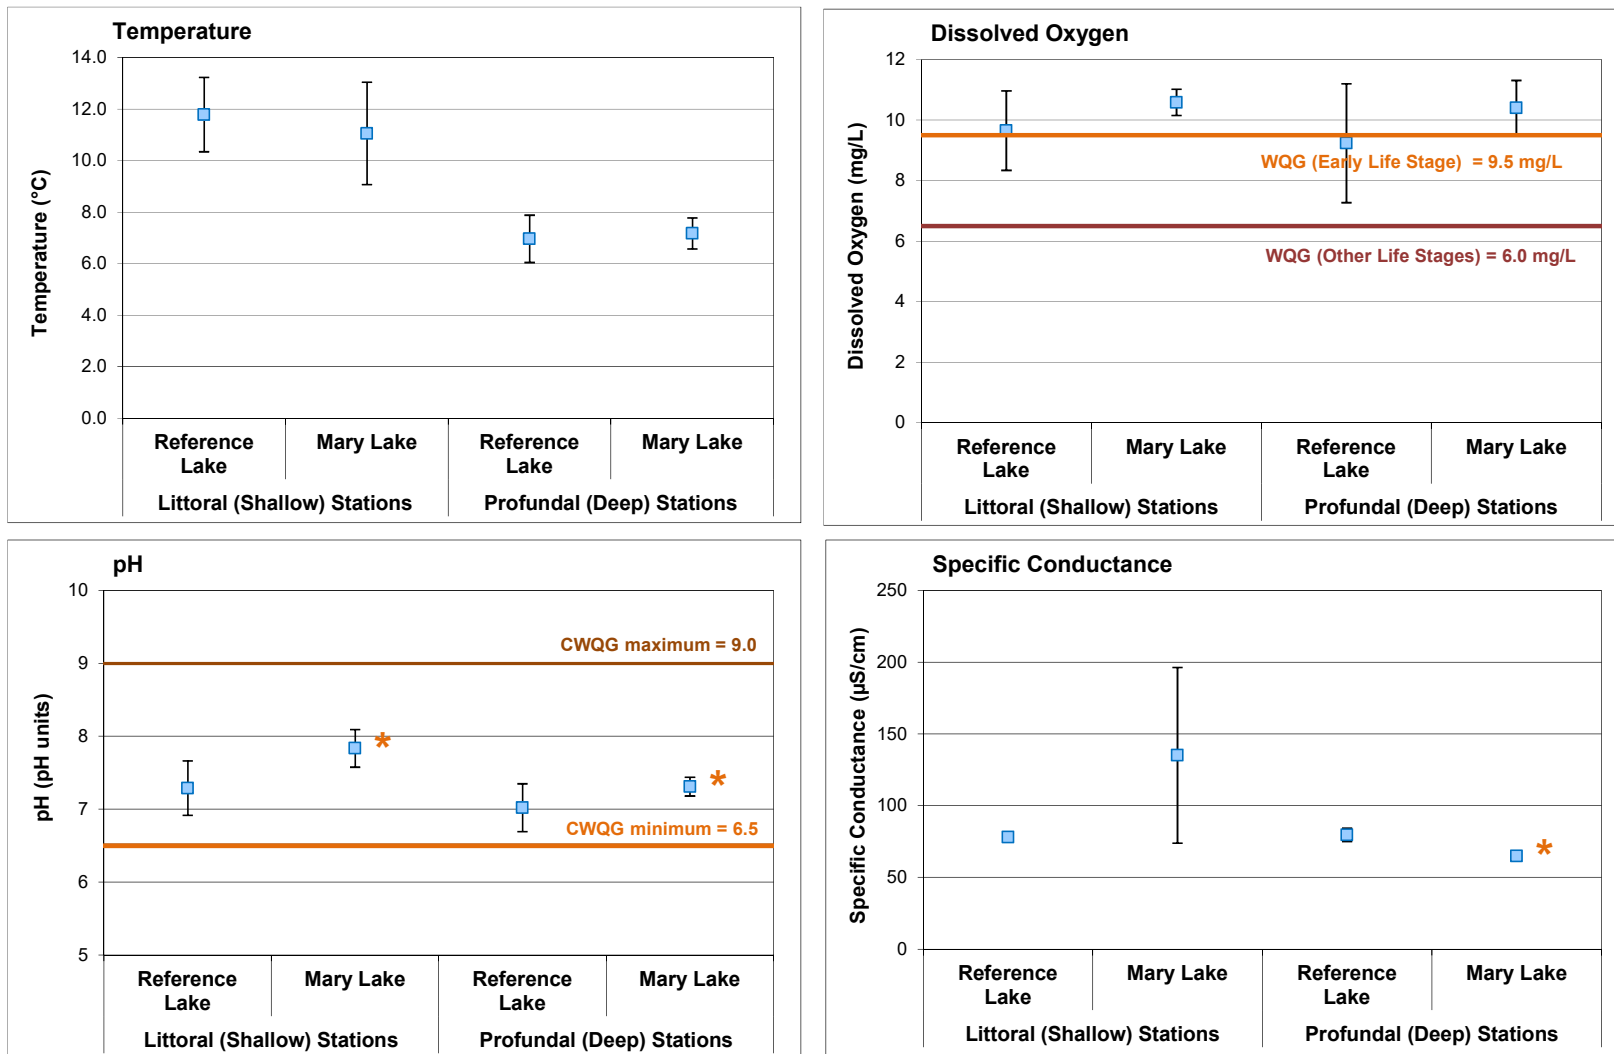 Temperature
14.0
12.0
10.0
8.0
6.0
4.0
2.0
0.0
Temperature (°C)
Reference Lake
Mary Lake
Reference Lake
Mary Lake
Littoral (Shallow) Stations
Profundal (Deep) Stations
Dissolved Oxygen
12
10
8
6
4
2
0
Dissolved Oxygen (mg/L)
WQG (Early Life Stage) = 9.5 mg/L
WQG (Other Life Stages) = 6.0 mg/L
Reference Lake
Mary Lake
Reference Lake
Mary Lake
Littoral (Shallow) Stations
Profundal (Deep) Stations
pH
10
9
8
7
6
5
pH (pH units)
CWQG maximum = 9.0
*
*
CWQG minimum = 6.5
Reference Lake
Mary Lake
Reference Lake
Mary Lake
Littoral (Shallow) Stations
Profundal (Deep) Stations
Specific Conductance
250
200
150
100
50
0
Specific Conductance (µS/cm)
*
Reference Lake
Mary Lake
Reference Lake
Mary Lake
Littoral (Shallow) Stations
Profundal (Deep) Stations